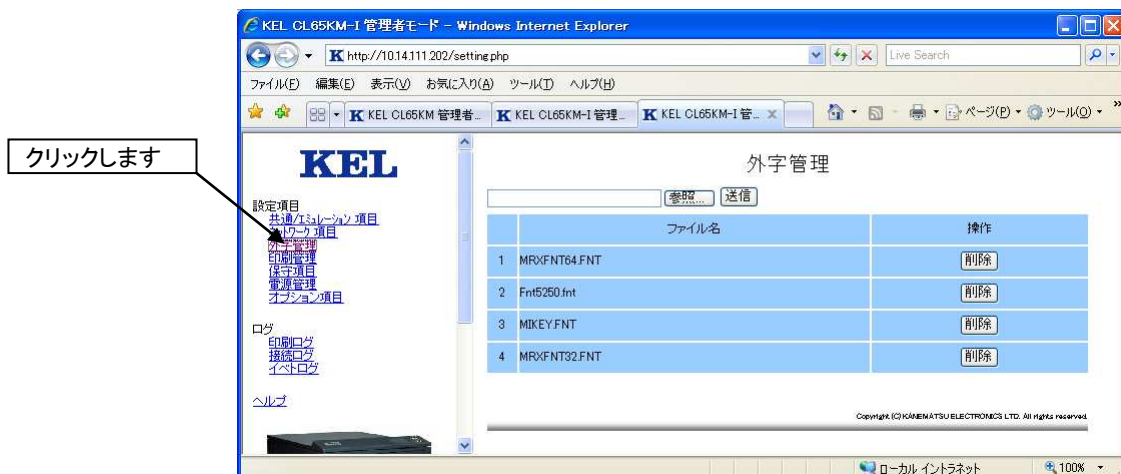 KEL CL65KM-I 管理者モード - Windows Internet Explorer
http://10.14.111.202/setting.php
Live Search
ファイル(F) 編集(E) 表示(V) お気に入り(A) ツール(T) ヘルプ(H)
KEL CL65KM 管理者...
KEL CL65KM-I 管理...
KEL CL65KM-I 管...
ページ(P)
ツール(O)
クリックします
KEL
設定項目
共通/エミュレーション 項目
ネットワーク 項目
外字管理
印刷管理
保守項目
電源管理
オプション項目
ログ
印刷ログ
接続ログ
イベトログ
ヘルプ
外字管理
参照... 送信
ファイル名 操作
1 MRXFNT64.FNT 削除
2 Fnt5250.fnt 削除
3 MIKEY.FNT 削除
4 MRXFNT32.FNT 削除
Copyright (C) KANEMATSU ELECTRONICS LTD. All rights reserved.
ローカル イントラネット 100%